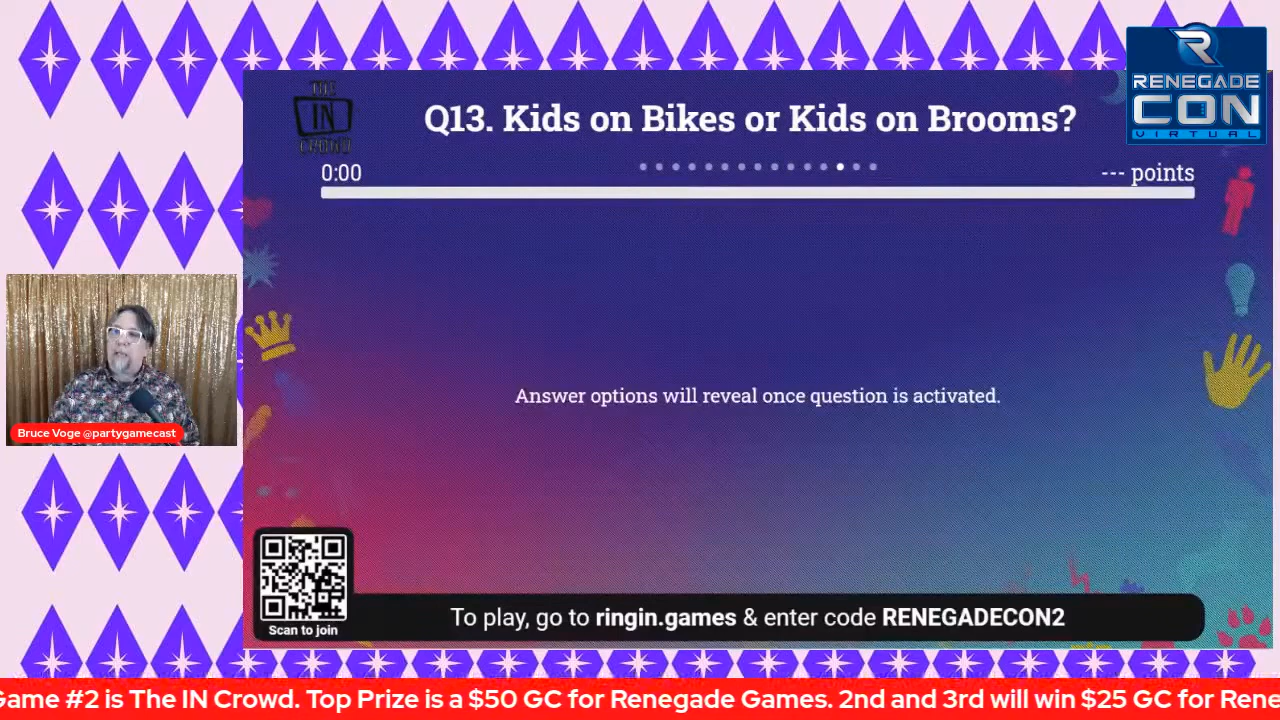 RENEGADE
CON
VIRTUAL
THE
IN
CROWD
Q13. Kids on Bikes or Kids on Brooms?
0:00
--- points
Answer options will reveal once question is activated.
Bruce Voge @partygamecast
Scan to join
To play, go to ringin.games & enter code RENEGADECON2
Game #2 is The IN Crowd. Top Prize is a $50 GC for Renegade Games. 2nd and 3rd will win $25 GC for Rene